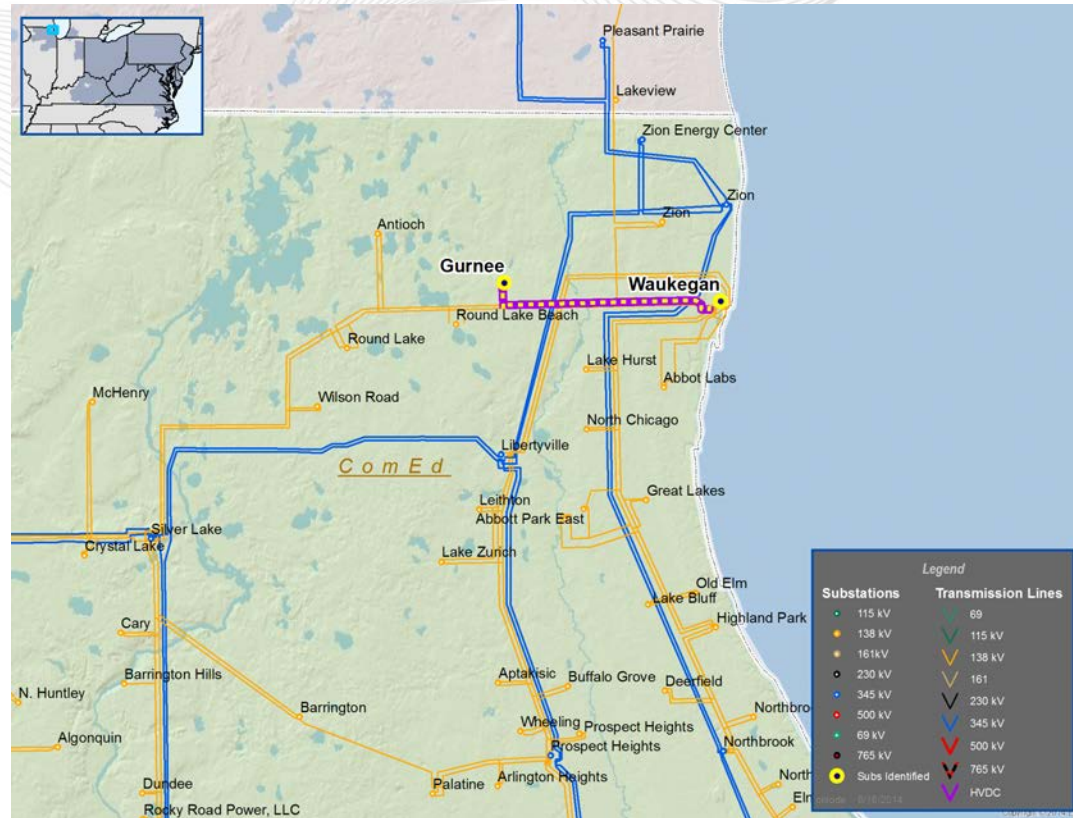 Pleasant Prairie
Lakeview
Zion Energy Center
Zion
Zion
Antioch
Gurnee
Waukegan
Round Lake Beach
Round Lake
Lake Hurst
Abbot Labs
McHenry
Wilson Road
North Chicago
Libertyville
ComEd
Leithton
Great Lakes
Abbott Park East
Silver Lake
Crystal Lake
Lake Zurich
Old Elm
Lake Bluff
Highland Park
Cary
Barrington Hills
Aptakisic
Buffalo Grove
Deerfield
N. Huntley
Barrington
Northbro
Wheeling
Prospect Heights
Algonquin
Prospect Heights
Northbrook
Dundee
Palatine
Arlington Heights
North
Rocky Road Power, LLC
Legend
Substations
115 kV
138 kV
161kV
230 kV
345 kV
500 kV
69 kV
765 kV
Subs Identified
Transmission Lines
69
115 kV
138 kV
161
230 kV
345 kV
500 kV
765 kV
HVDC